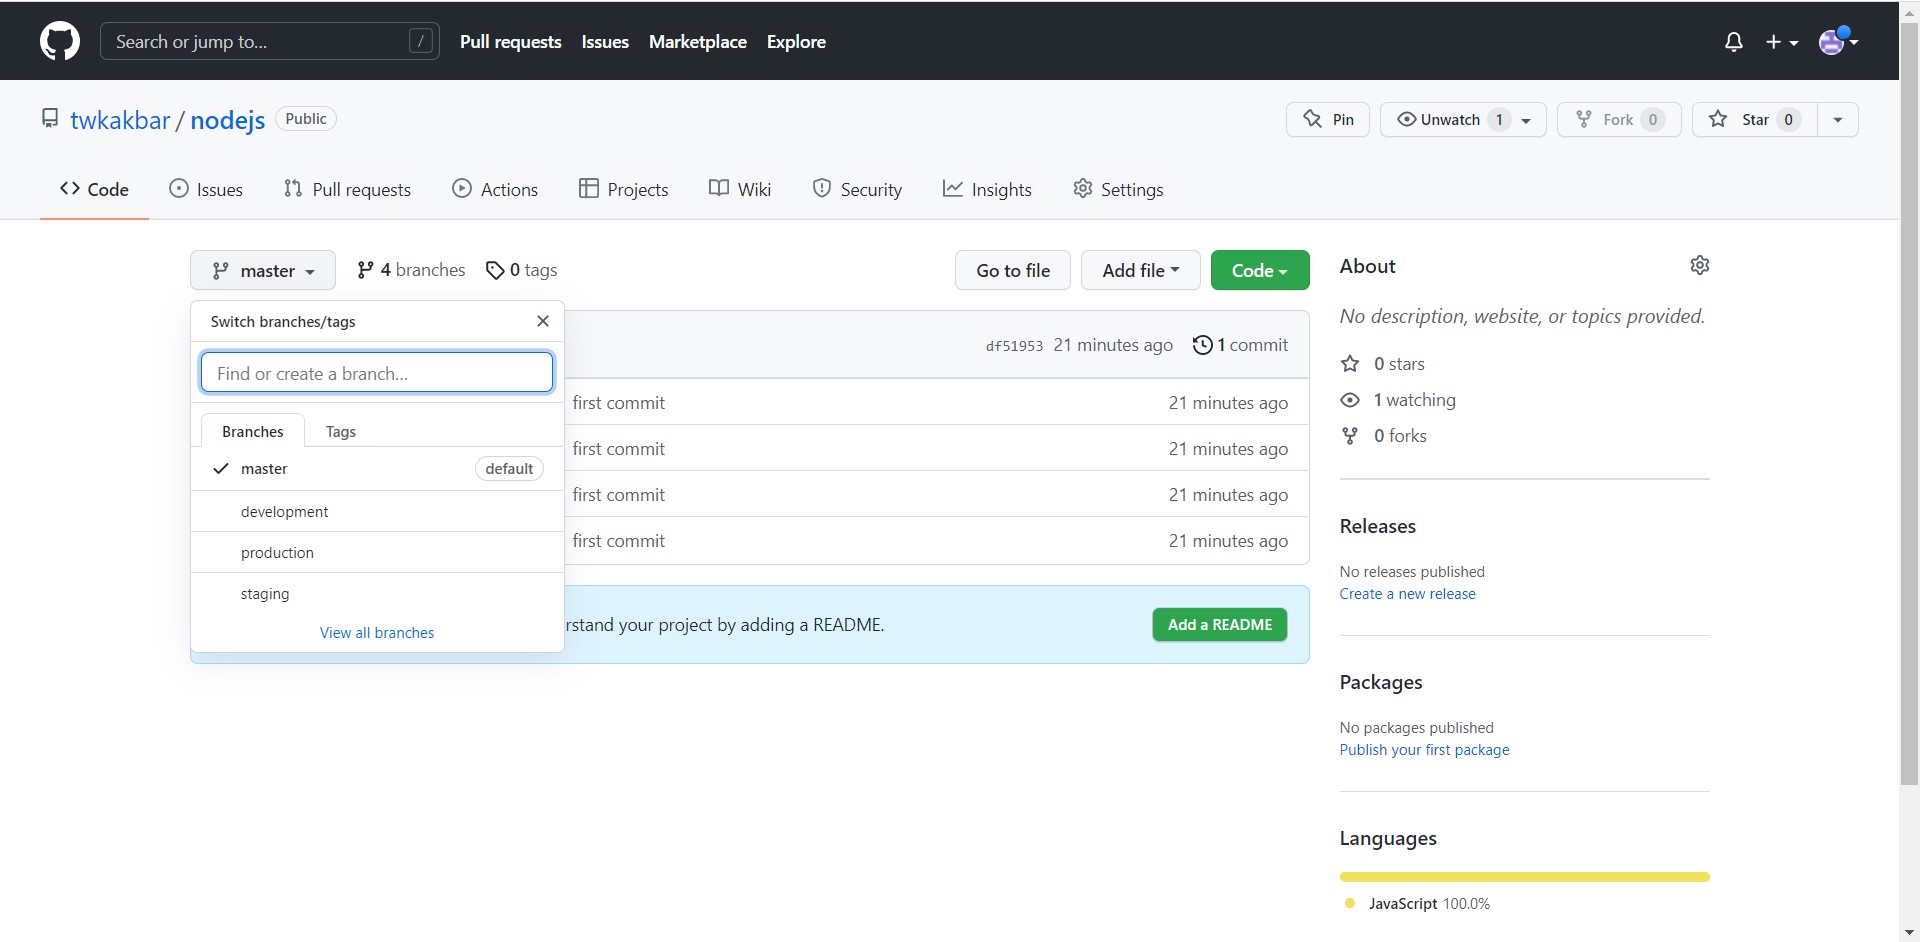 Search or jump to... /
Pull requests Issues Marketplace Explore
twkakbar / nodejs Public
Pin Unwatch 1 Fork 0 Star 0
Code Issues Pull requests Actions Projects Wiki Security Insights Settings
master 4 branches 0 tags
Go to file Add file Code
Switch branches/tags
Find or create a branch...
Branches Tags
master default
development
production
staging
View all branches
df51953 21 minutes ago 1 commit
first commit 21 minutes ago
first commit 21 minutes ago
first commit 21 minutes ago
first commit 21 minutes ago
rstand your project by adding a README.
Add a README
About
No description, website, or topics provided.
0 stars
1 watching
0 forks
Releases
No releases published
Create a new release
Packages
No packages published
Publish your first package
Languages
JavaScript 100.0%